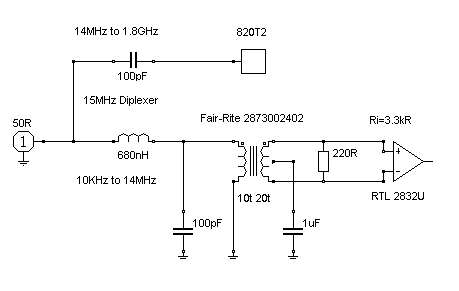 14MHz to 1.8GHz
820T2
100pF
15MHz Diplexer
50R
1
Fair-Rite 2873002402
Ri=3.3kR
680nH
220R
+
-
10KHz to 14MHz
10t 20t
RTL 2832U
100pF
1uF